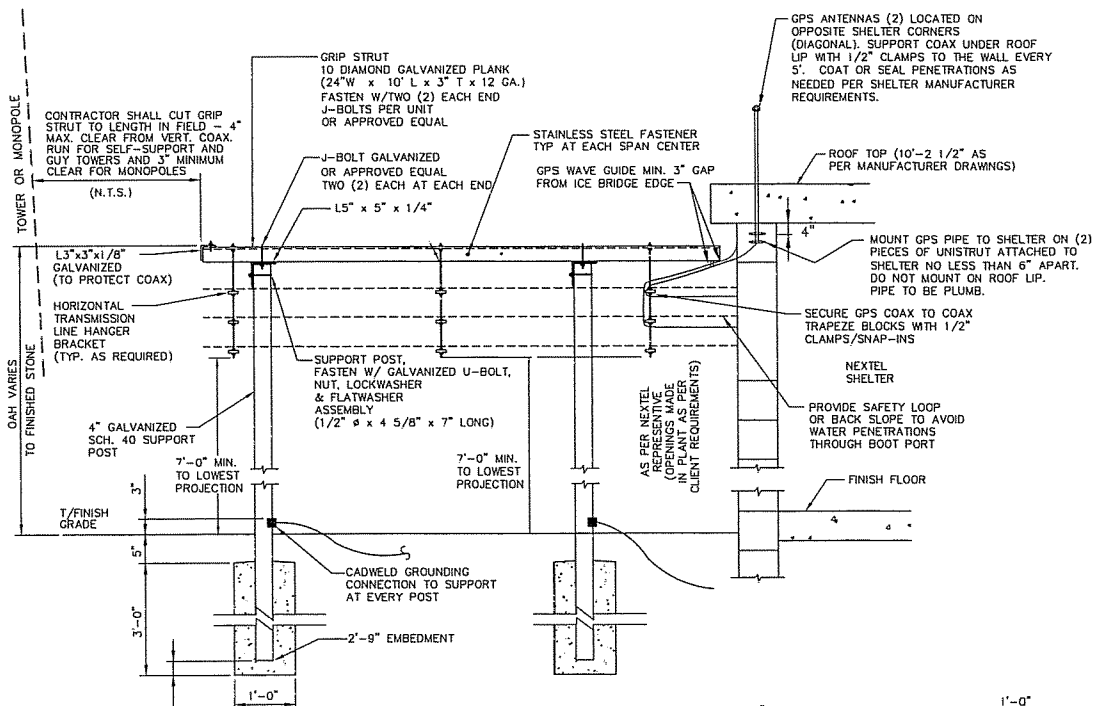 GPS ANTENNAS (2) LOCATED ON
OPPOSITE SHELTER CORNERS
(DIAGONAL). SUPPORT COAX UNDER ROOF
LIP WITH 1/2" CLAMPS TO THE WALL EVERY
5'. COAT OR SEAL PENETRATIONS AS
NEEDED PER SHELTER MANUFACTURER
REQUIREMENTS.
GRIP STRUT
10 DIAMOND GALVANIZED PLANK
(24"W x 10' L x 3" T x 12 GA.)
FASTEN W/TWO (2) EACH END
J-BOLTS PER UNIT
OR APPROVED EQUAL
TOWER OR MONOPOLE
CONTRACTOR SHALL CUT GRIP
STRUT TO LENGTH IN FIELD - 4"
MAX. CLEAR FROM VERT. COAX.
RUN FOR SELF-SUPPORT AND
GUY TOWERS AND 3" MINIMUM
CLEAR FOR MONOPOLES
(N.T.S.)
STAINLESS STEEL FASTENER
TYP AT EACH SPAN CENTER
J-BOLT GALVANIZED
OR APPROVED EQUAL
TWO (2) EACH AT EACH END
GPS WAVE GUIDE MIN. 3" GAP
FROM ICE BRIDGE EDGE
ROOF TOP (10'-2 1/2" AS
PER MANUFACTURER DRAWINGS)
L5" x 5" x 1/4"
4"
L3"x3"x1/8"
GALVANIZED
(TO PROTECT COAX)
MOUNT GPS PIPE TO SHELTER ON (2)
PIECES OF UNISTRUT ATTACHED TO
SHELTER NO LESS THAN 6" APART.
DO NOT MOUNT ON ROOF LIP.
PIPE TO BE PLUMB.
HORIZONTAL
TRANSMISSION
LINE HANGER
BRACKET
(TYP. AS REQUIRED)
SECURE GPS COAX TO COAX
TRAPEZE BLOCKS WITH 1/2"
CLAMPS/SNAP-INS
SUPPORT POST,
FASTEN W/ GALVANIZED U-BOLT,
NUT, LOCKWASHER
& FLATWASHER
ASSEMBLY
(1/2" ø x 4 5/8" x 7" LONG)
NEXTEL
SHELTER
OAH VARIES
TO FINISHED STONE
AS PER NEXTEL
REPRESENTIVE
(OPENINGS MADE
IN PLANT AS PER
CLIENT REQUIREMENTS)
PROVIDE SAFETY LOOP
OR BACK SLOPE TO AVOID
WATER PENETRATIONS
THROUGH BOOT PORT
4" GALVANIZED
SCH. 40 SUPPORT
POST
7'-0" MIN.
TO LOWEST
PROJECTION
7'-0" MIN.
TO LOWEST
PROJECTION
FINISH FLOOR
3"
T/FINISH
GRADE
5"
CADWELD GROUNDING
CONNECTION TO SUPPORT
AT EVERY POST
3'-0"
2'-9" EMBEDMENT
1'-0"
1'-0"